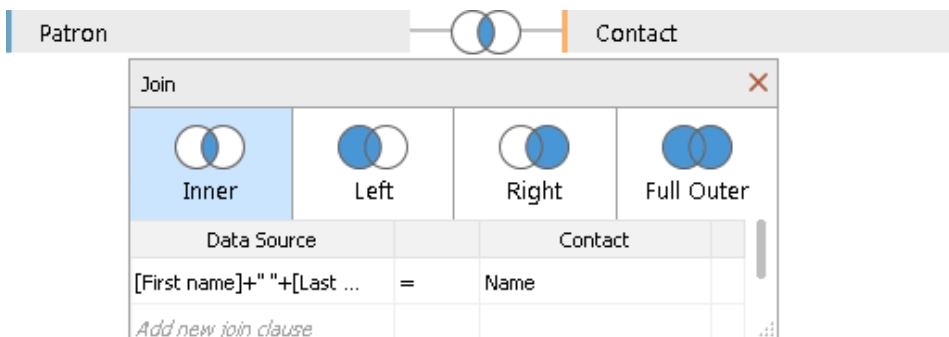 Patron Contact
Join
Inner Left Right Full Outer
Data Source Contact
[First name]+" "+[Last ... = Name
Add new join clause